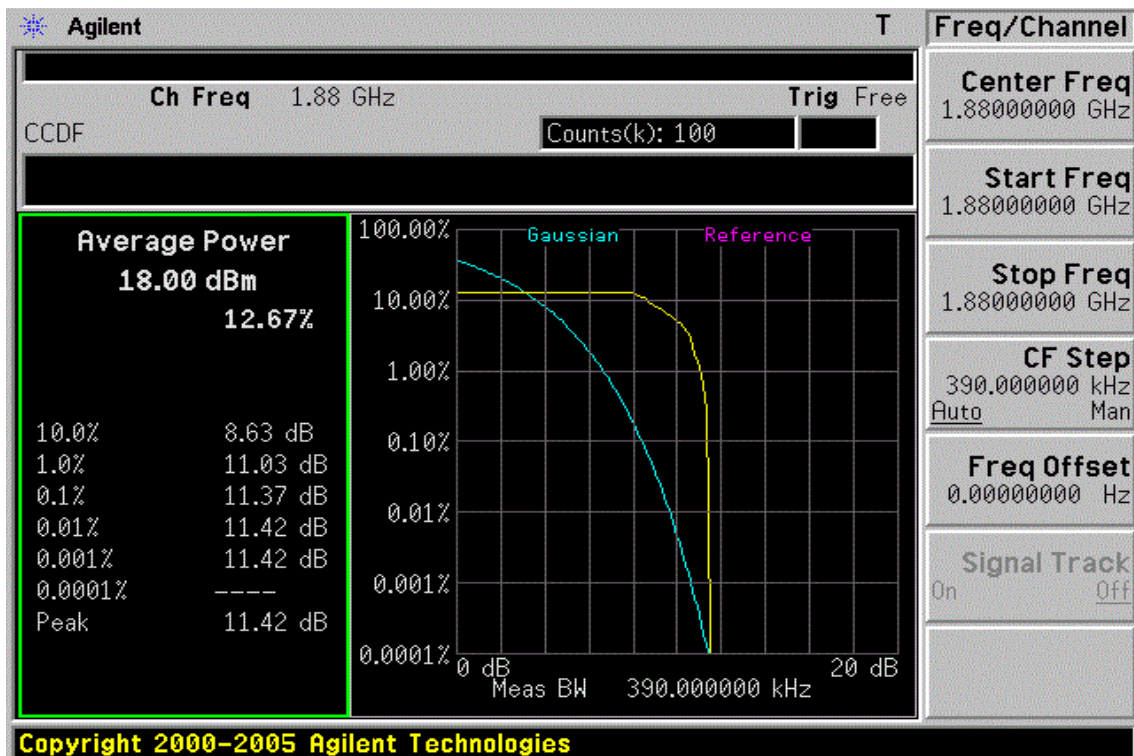 Agilent T
Ch Freq 1.88 GHz Trig Free
CCDF Counts(k): 100
Average Power
18.00 dBm
12.67%
10.0% 8.63 dB
1.0% 11.03 dB
0.1% 11.37 dB
0.01% 11.42 dB
0.001% 11.42 dB
0.0001% ----
Peak 11.42 dB
Gaussian Reference
100.00%
10.00%
1.00%
0.10%
0.01%
0.001%
0.0001%
0 dB 20 dB
Meas BW 390.000000 kHz
Freq/Channel
Center Freq
1.88000000 GHz
Start Freq
1.88000000 GHz
Stop Freq
1.88000000 GHz
CF Step
390.000000 kHz
Auto Man
Freq Offset
0.00000000 Hz
Signal Track
On Off
Copyright 2000-2005 Agilent Technologies